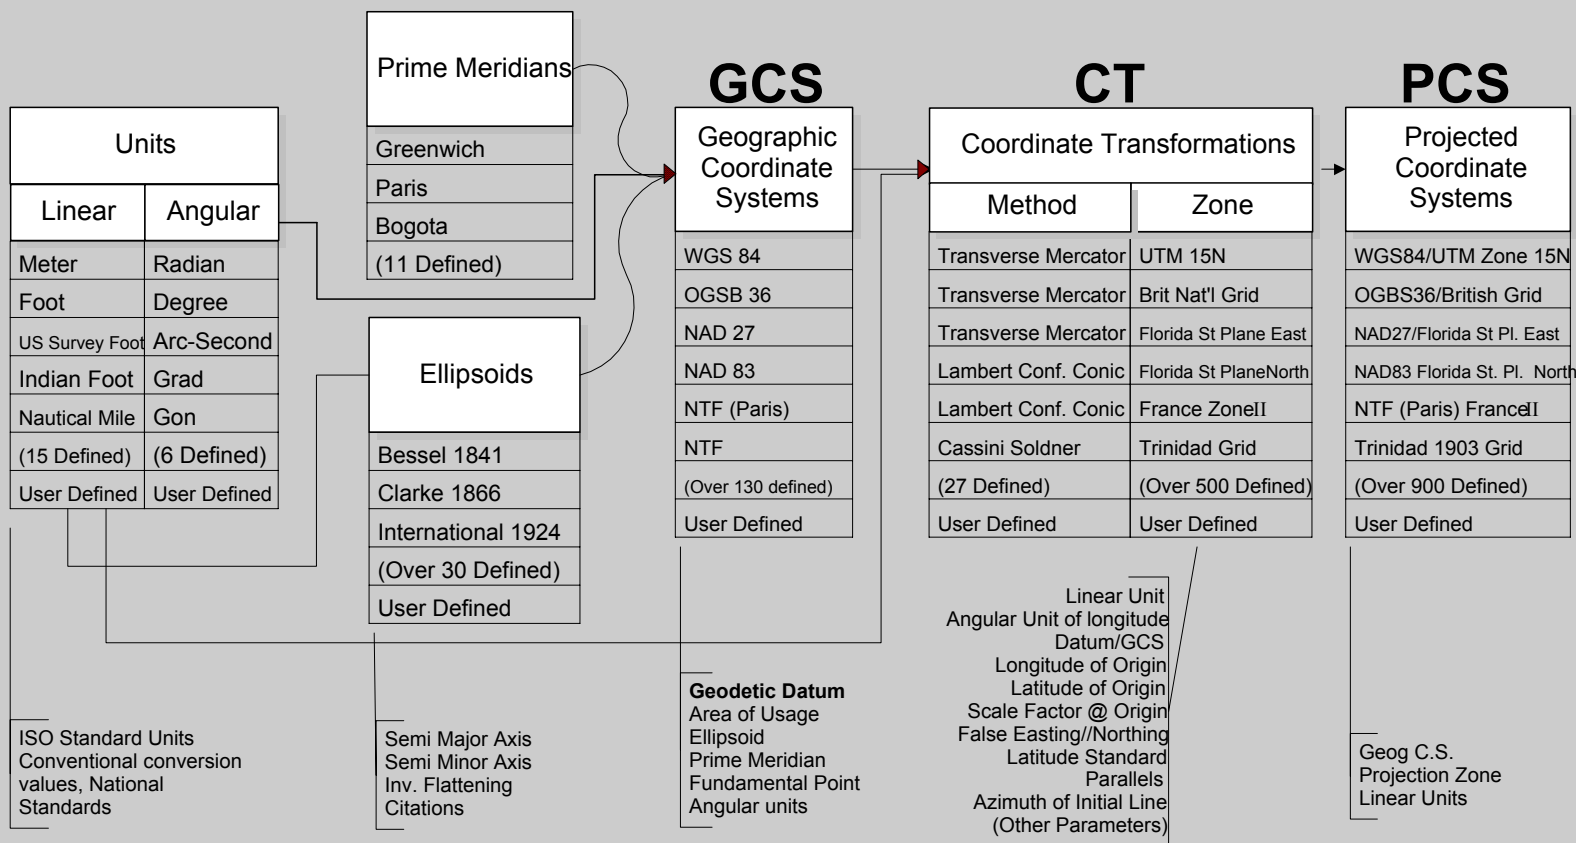 Units
Linear
Angular
Meter
Radian
Foot
Degree
US Survey Foot
Arc-Second
Indian Foot
Grad
Nautical Mile
Gon
(15 Defined)
(6 Defined)
User Defined
User Defined
ISO Standard Units
Conventional conversion
values, National
Standards
Prime Meridians
Greenwich
Paris
Bogota
(11 Defined)
Ellipsoids
Bessel 1841
Clarke 1866
International 1924
(Over 30 Defined)
User Defined
Semi Major Axis
Semi Minor Axis
Inv. Flattening
Citations
GCS
Geographic
Coordinate
Systems
WGS 84
OGSB 36
NAD 27
NAD 83
NTF (Paris)
NTF
(Over 130 defined)
User Defined
Geodetic Datum
Area of Usage
Ellipsoid
Prime Meridian
Fundamental Point
Angular units
CT
Coordinate Transformations
Method
Zone
Transverse Mercator
UTM 15N
Transverse Mercator
Brit Nat'l Grid
Transverse Mercator
Florida St Plane East
Lambert Conf. Conic
Florida St PlaneNorth
Lambert Conf. Conic
France ZoneII
Cassini Soldner
Trinidad Grid
(27 Defined)
(Over 500 Defined)
User Defined
User Defined
Linear Unit
Angular Unit of longitude
Datum/GCS
Longitude of Origin
Latitude of Origin
Scale Factor @ Origin
False Easting//Northing
Latitude Standard
Parallels
Azimuth of Initial Line
(Other Parameters)
PCS
Projected
Coordinate
Systems
WGS84/UTM Zone 15N
OGBS36/British Grid
NAD27/Florida St Pl. East
NAD83 Florida St. Pl. North
NTF (Paris) FranceII
Trinidad 1903 Grid
(Over 900 Defined)
User Defined
Geog C.S.
Projection Zone
Linear Units